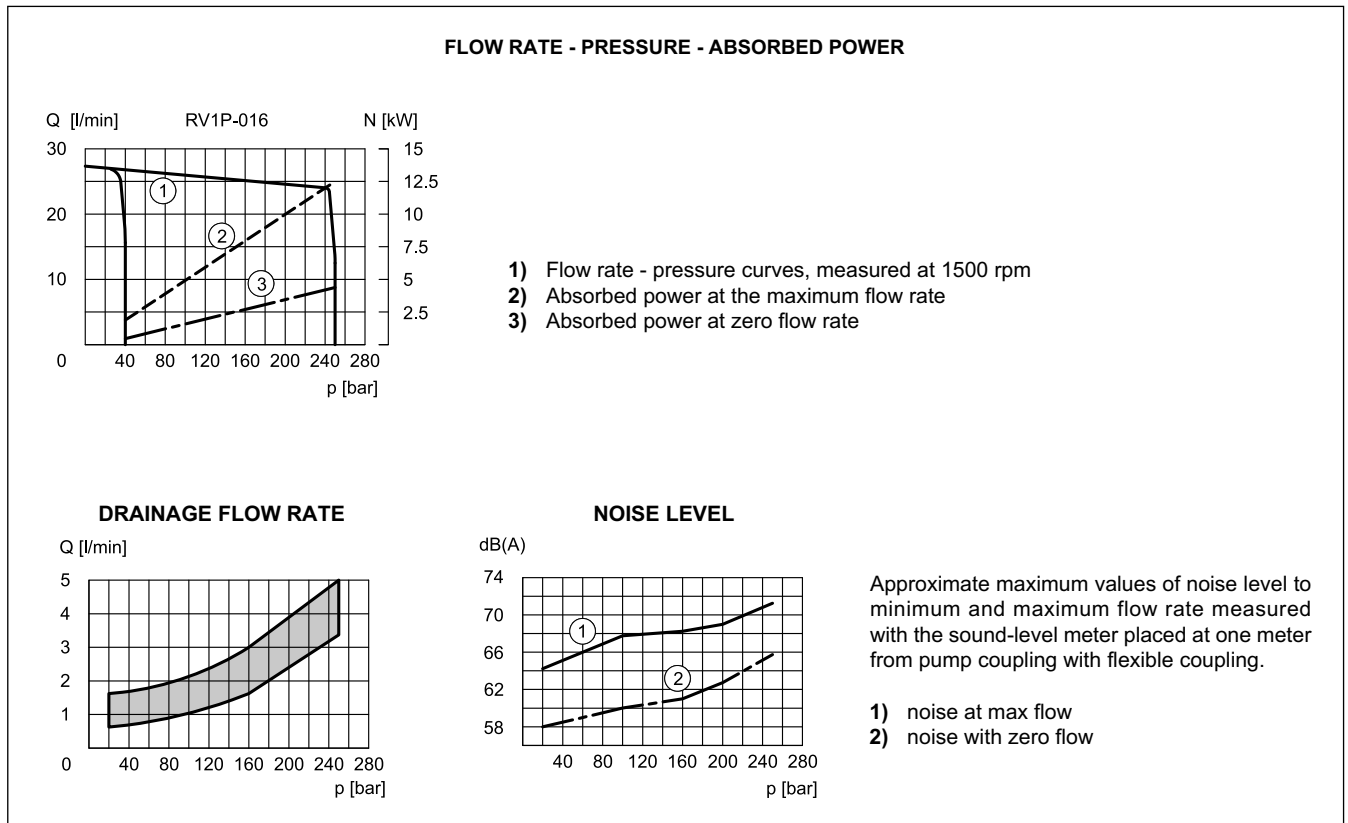 FLOW RATE - PRESSURE - ABSORBED POWER
Q [l/min] RV1P-016 N [kW]
30 15
12.5
20 10
7.5
10 5
2.5
0 40 80 120 160 200 240 280
p [bar]
1
2
3
1) Flow rate - pressure curves, measured at 1500 rpm
2) Absorbed power at the maximum flow rate
3) Absorbed power at zero flow rate
DRAINAGE FLOW RATE
Q [l/min]
5
4
3
2
1
0 40 80 120 160 200 240 280
p [bar]
NOISE LEVEL
dB(A)
74
70
66
62
58
40 80 120 160 200 240 280
p [bar]
1
2
Approximate maximum values of noise level to
minimum and maximum flow rate measured
with the sound-level meter placed at one meter
from pump coupling with flexible coupling.
1) noise at max flow
2) noise with zero flow